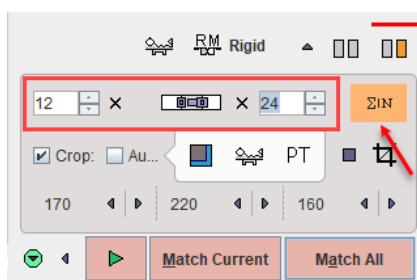 RM Rigid
12 × × 24 ΣIN
Crop: Au... PT
170 220 160
Match Current Match All